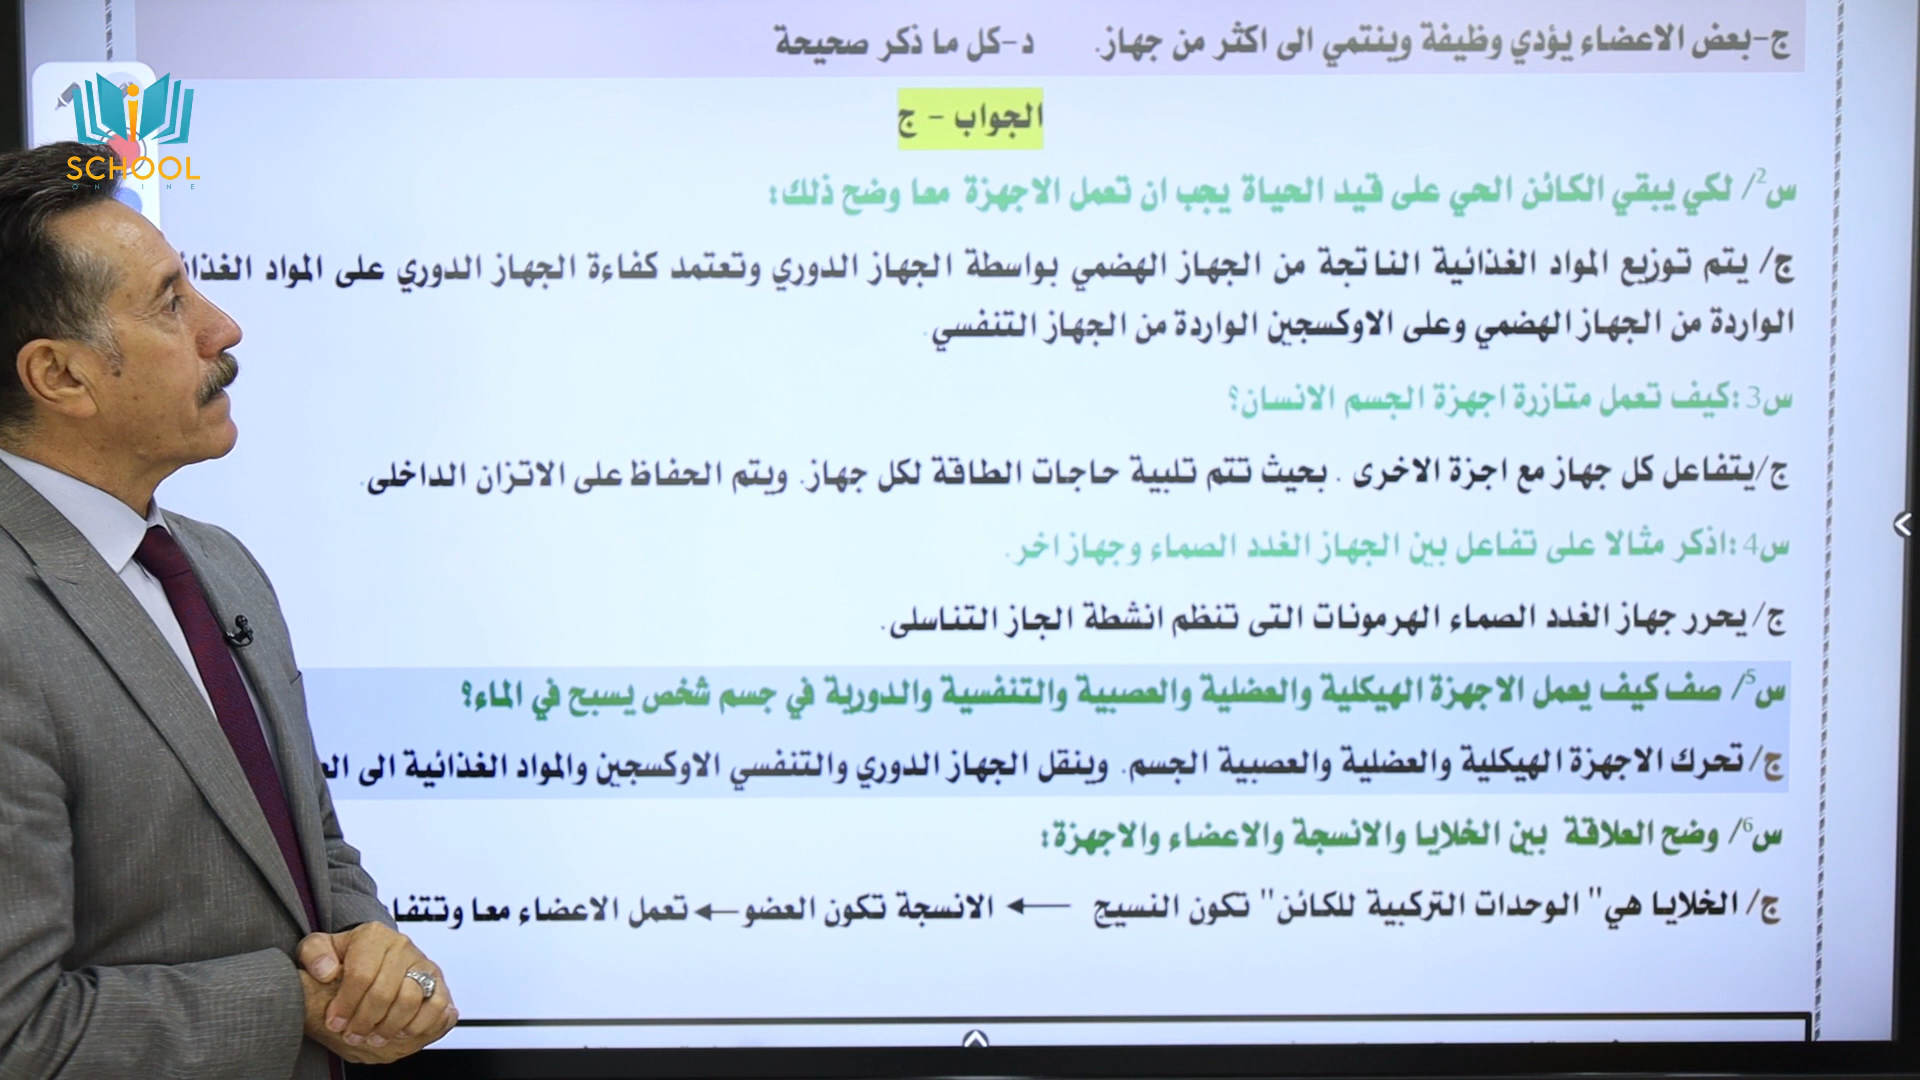 ج-بعض الاعضاء يؤدي وظيفة وينتمي الى اكثر من جهاز. د-كل ما ذكر صحيحة
SCHOOL
ONLINE
الجواب - ج
س2/ لكي يبقي الكائن الحي على قيد الحياة يجب ان تعمل الاجهزة معا وضح ذلك:
ج/ يتم توزيع المواد الغذائية الناتجة من الجهاز الهضمي بواسطة الجهاز الدوري وتعتمد كفاءة الجهاز الدوري على المواد
الواردة من الجهاز الهضمي وعلى الاوكسجين الواردة من الجهاز التنفسي.
س3:كيف تعمل متازرة اجهزة الجسم الانسان؟
ج/يتفاعل كل جهاز مع اجزة الاخرى . بحيث تتم تلبية حاجات الطاقة لكل جهاز. ويتم الحفاظ على الاتزان الداخلى.
س4:اذكر مثالا على تفاعل بين الجهاز الغدد الصماء وجهاز اخر.
ج/يحرر جهاز الغدد الصماء الهرمونات التى تنظم انشطة الجاز التناسلى.
س5/ صف كيف يعمل الاجهزة الهيكلية والعضلية والعصبية والتنفسية والدورية في جسم شخص يسبح في الماء؟
ج/تحرك الاجهزة الهيكلية والعضلية والعصبية الجسم. وينقل الجهاز الدوري والتنفسي الاوكسجين والمواد الغذائية الى
س6/ وضح العلاقة بين الخلايا والانسجة والاعضاء والاجهزة:
ج/ الخلايا هي" الوحدات التركيبية للكائن" تكون النسيج ← الانسجة تكون العضو ← تعمل الاعضاء معا